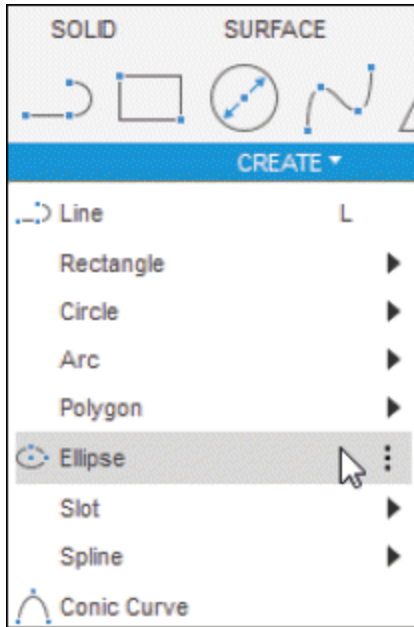 SOLID SURFACE
CREATE
Line L
Rectangle
Circle
Arc
Polygon
Ellipse
Slot
Spline
Conic Curve